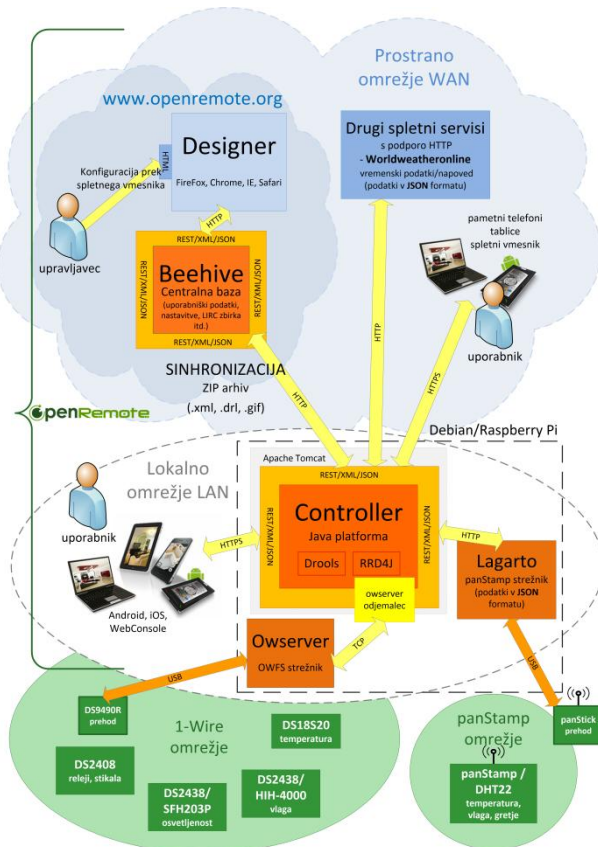 Prostrano
omrežje WAN
www.openremote.org
Designer
FireFox, Chrome, IE, Safari
HTML
Konfiguracija prek
spletnega vmesnika
upravljavec
HTTP
Drugi spletni servisi
s podporo HTTP
- Worldweatheronline
vremenski podatki/napoved
(podatki v JSON formatu)
pametni telefoni
tablice
spletni vmesnik
uporabnik
REST/XML/JSON
REST/XML/JSON
Beehive
Centralna baza
(uporabniški podatki,
nastavitve, LIRC zbirka
itd.)
REST/XML/JSON
REST/XML/JSON
SINHRONIZACIJA
ZIP arhiv
(.xml, .drl, .gif)
HTTP
HTTP
HTTPS
OpenRemote
Debian/Raspberry Pi
Lokalno
omrežje LAN
Apache Tomcat
REST/XML/JSON
REST/XML/JSON
Controller
Java platforma
Drools
RRD4J
REST/XML/JSON
owserver
odjemalec
uporabnik
HTTPS
Android, iOS,
WebConsole
HTTP
Lagarto
panStamp strežnik
(podatki v JSON
formatu)
Owserver
OWFS strežnik
TCP
USB
USB
DS9490R
prehod
1-Wire
omrežje
DS18S20
temperatura
DS2408
releji, stikala
DS2438/
SFH203P
osvetljenost
DS2438/
HIH-4000
vlaga
panStamp
omrežje
panStick
prehod
panStamp /
DHT22
temperatura,
vlaga, gretje